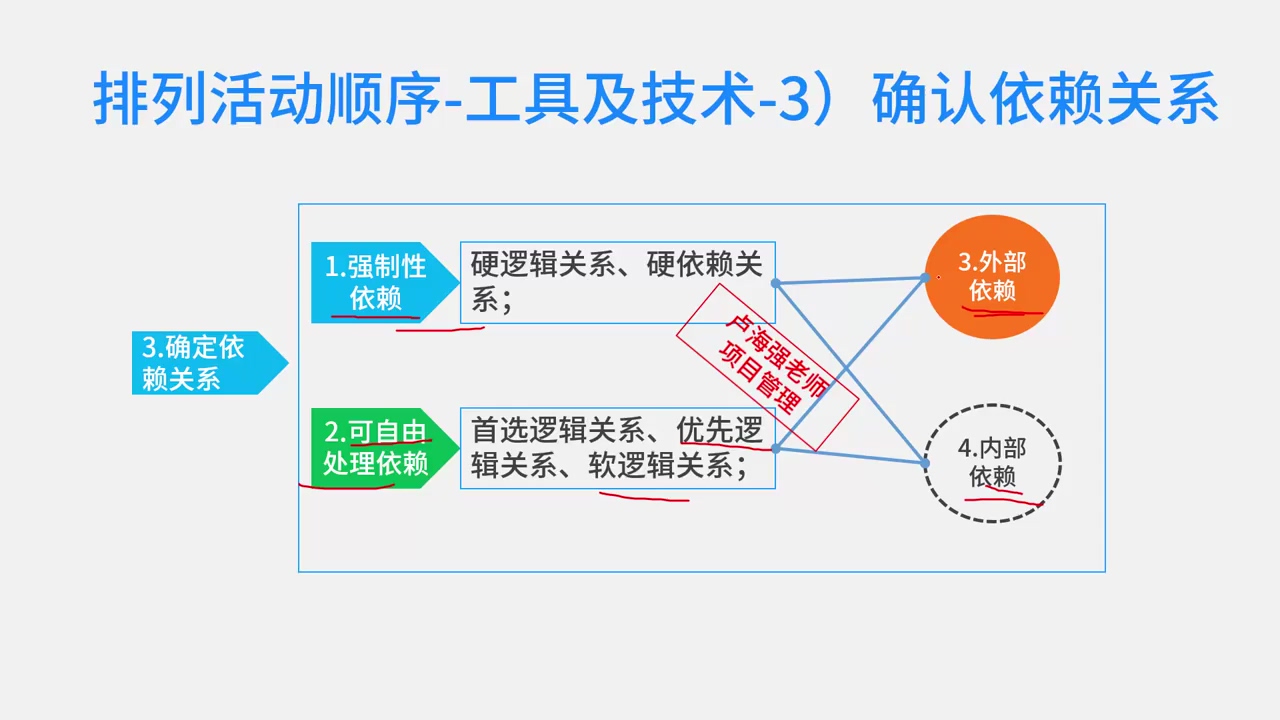 排列活动顺序-工具及技术-3）确认依赖关系
3.确定依
赖关系
1.强制性
依赖
硬逻辑关系、硬依赖关
系；
2.可自由
处理依赖
首选逻辑关系、优先逻
辑关系、软逻辑关系；
卢海强老师
项目管理
3.外部
依赖
4.内部
依赖